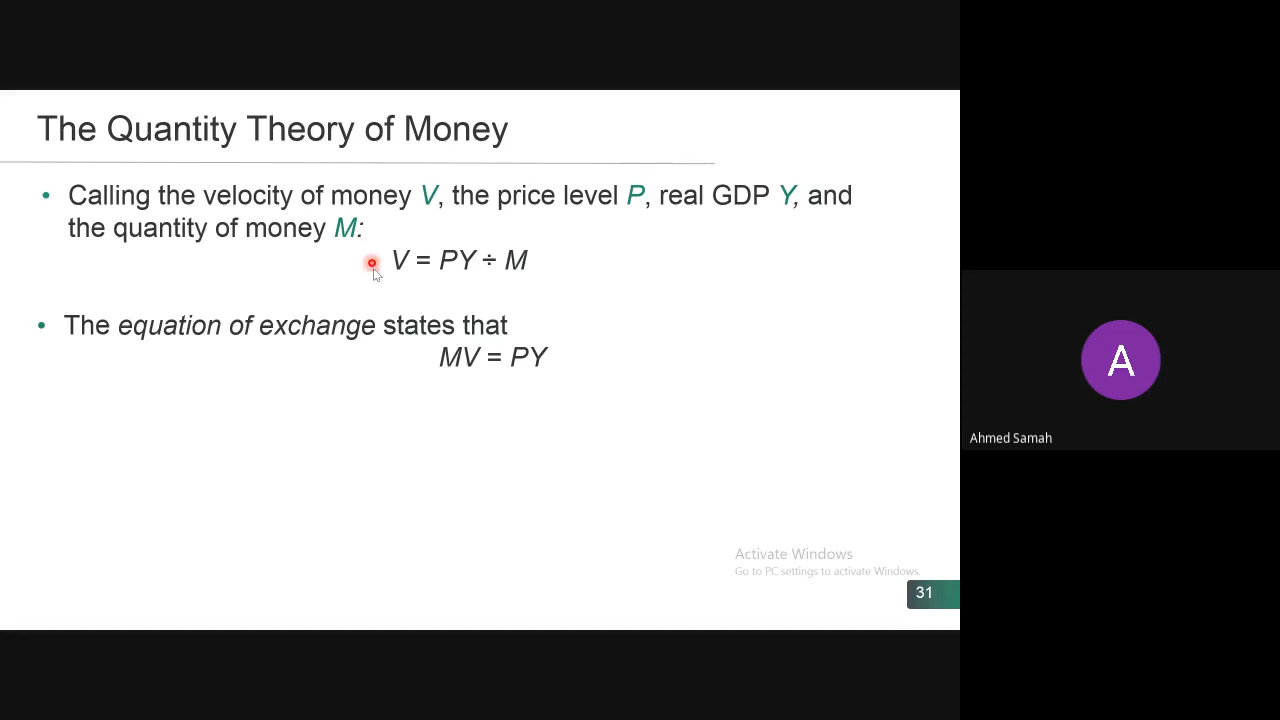 The Quantity Theory of Money
• Calling the velocity of money V, the price level P, real GDP Y, and
the quantity of money M:
V = PY ÷ M
• The equation of exchange states that
MV = PY
A
Ahmed Samah
Activate Windows
Go to PC settings to activate Windows.
31